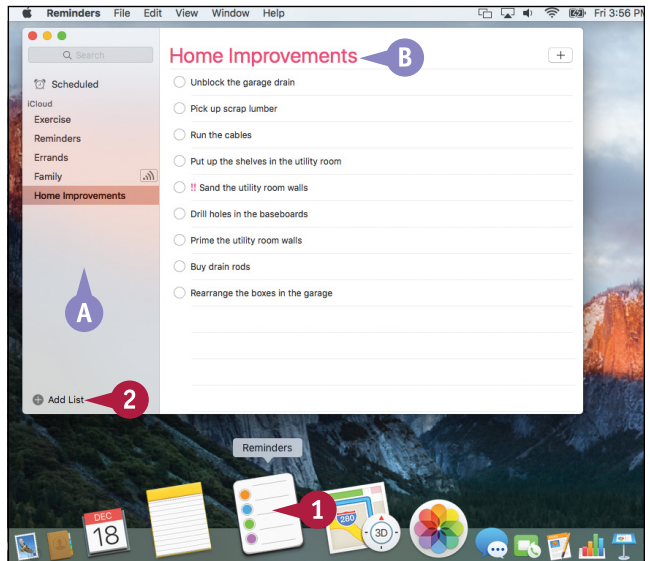 Reminders File Edit View Window Help Fri 3:56 PM
Search
Home Improvements
B
+
Scheduled
iCloud
Exercise
Reminders
Errands
Family
Home Improvements
Unblock the garage drain
Pick up scrap lumber
Run the cables
Put up the shelves in the utility room
!! Sand the utility room walls
Drill holes in the baseboards
Prime the utility room walls
Buy drain rods
Rearrange the boxes in the garage
A
Add List
2
Reminders
1
DEC
18
280
3D